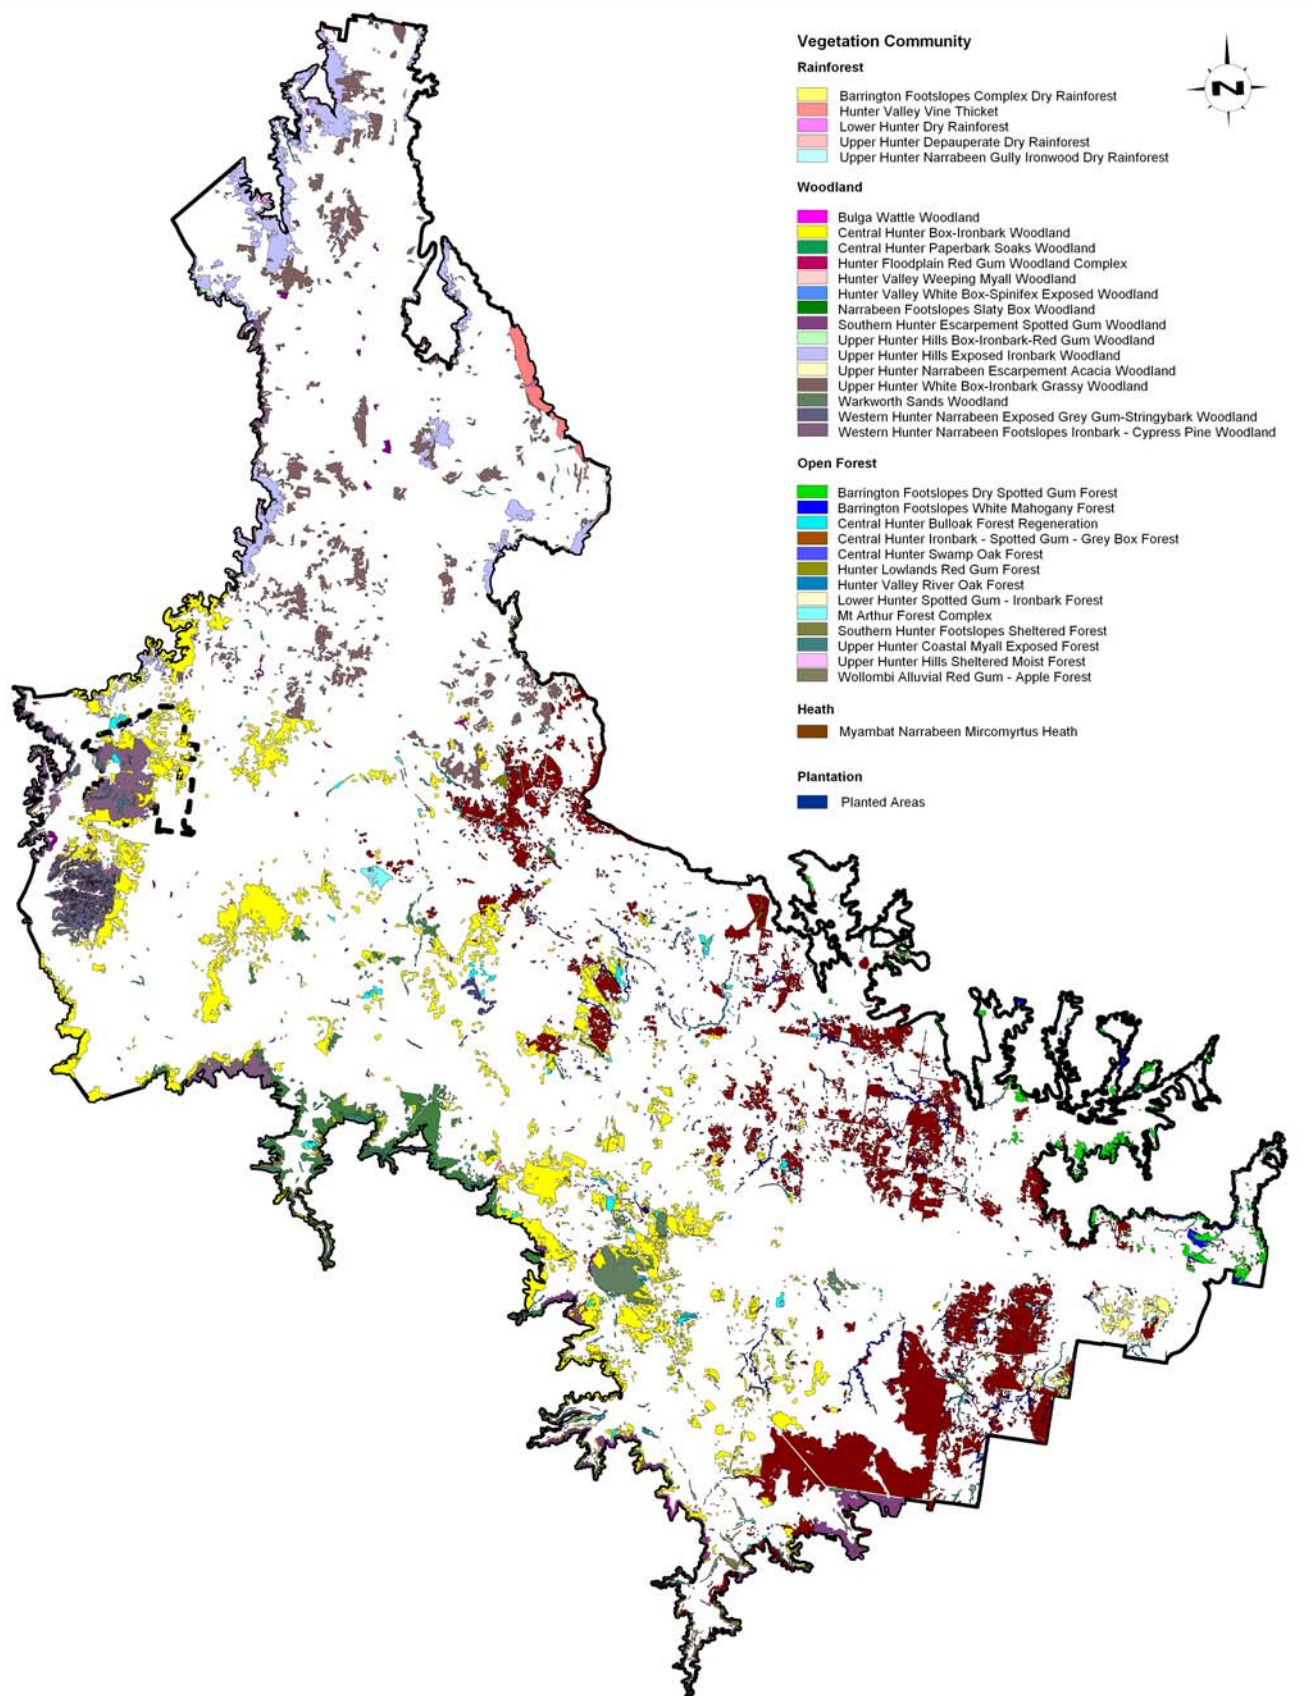 Vegetation Community
Rainforest
Barrington Footslopes Complex Dry Rainforest
Hunter Valley Vine Thicket
Lower Hunter Dry Rainforest
Upper Hunter Depauperate Dry Rainforest
Upper Hunter Narrabeen Gully Ironwood Dry Rainforest
Woodland
Bulga Wattle Woodland
Central Hunter Box-Ironbark Woodland
Central Hunter Paperbark Soaks Woodland
Hunter Floodplain Red Gum Woodland Complex
Hunter Valley Weeping Myall Woodland
Hunter Valley White Box-Spinifex Exposed Woodland
Narrabeen Footslopes Slaty Box Woodland
Southern Hunter Escarpement Spotted Gum Woodland
Upper Hunter Hills Box-Ironbark-Red Gum Woodland
Upper Hunter Hills Exposed Ironbark Woodland
Upper Hunter Narrabeen Escarpement Acacia Woodland
Upper Hunter White Box-Ironbark Grassy Woodland
Warkworth Sands Woodland
Western Hunter Narrabeen Exposed Grey Gum-Stringybark Woodland
Western Hunter Narrabeen Footslopes Ironbark - Cypress Pine Woodland
Open Forest
Barrington Footslopes Dry Spotted Gum Forest
Barrington Footslopes White Mahogany Forest
Central Hunter Bulloak Forest Regeneration
Central Hunter Ironbark - Spotted Gum - Grey Box Forest
Central Hunter Swamp Oak Forest
Hunter Lowlands Red Gum Forest
Hunter Valley River Oak Forest
Lower Hunter Spotted Gum - Ironbark Forest
Mt Arthur Forest Complex
Southern Hunter Footslopes Sheltered Forest
Upper Hunter Coastal Myall Exposed Forest
Upper Hunter Hills Sheltered Moist Forest
Wollombi Alluvial Red Gum - Apple Forest
Heath
Myambat Narrabeen Mircomyrtus Heath
Plantation
Planted Areas
N